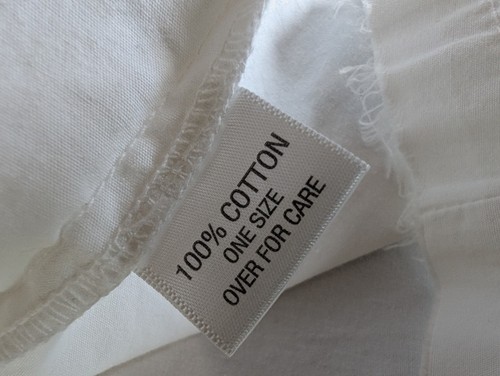 100% COTTON
ONE SIZE
OVER FOR CARE